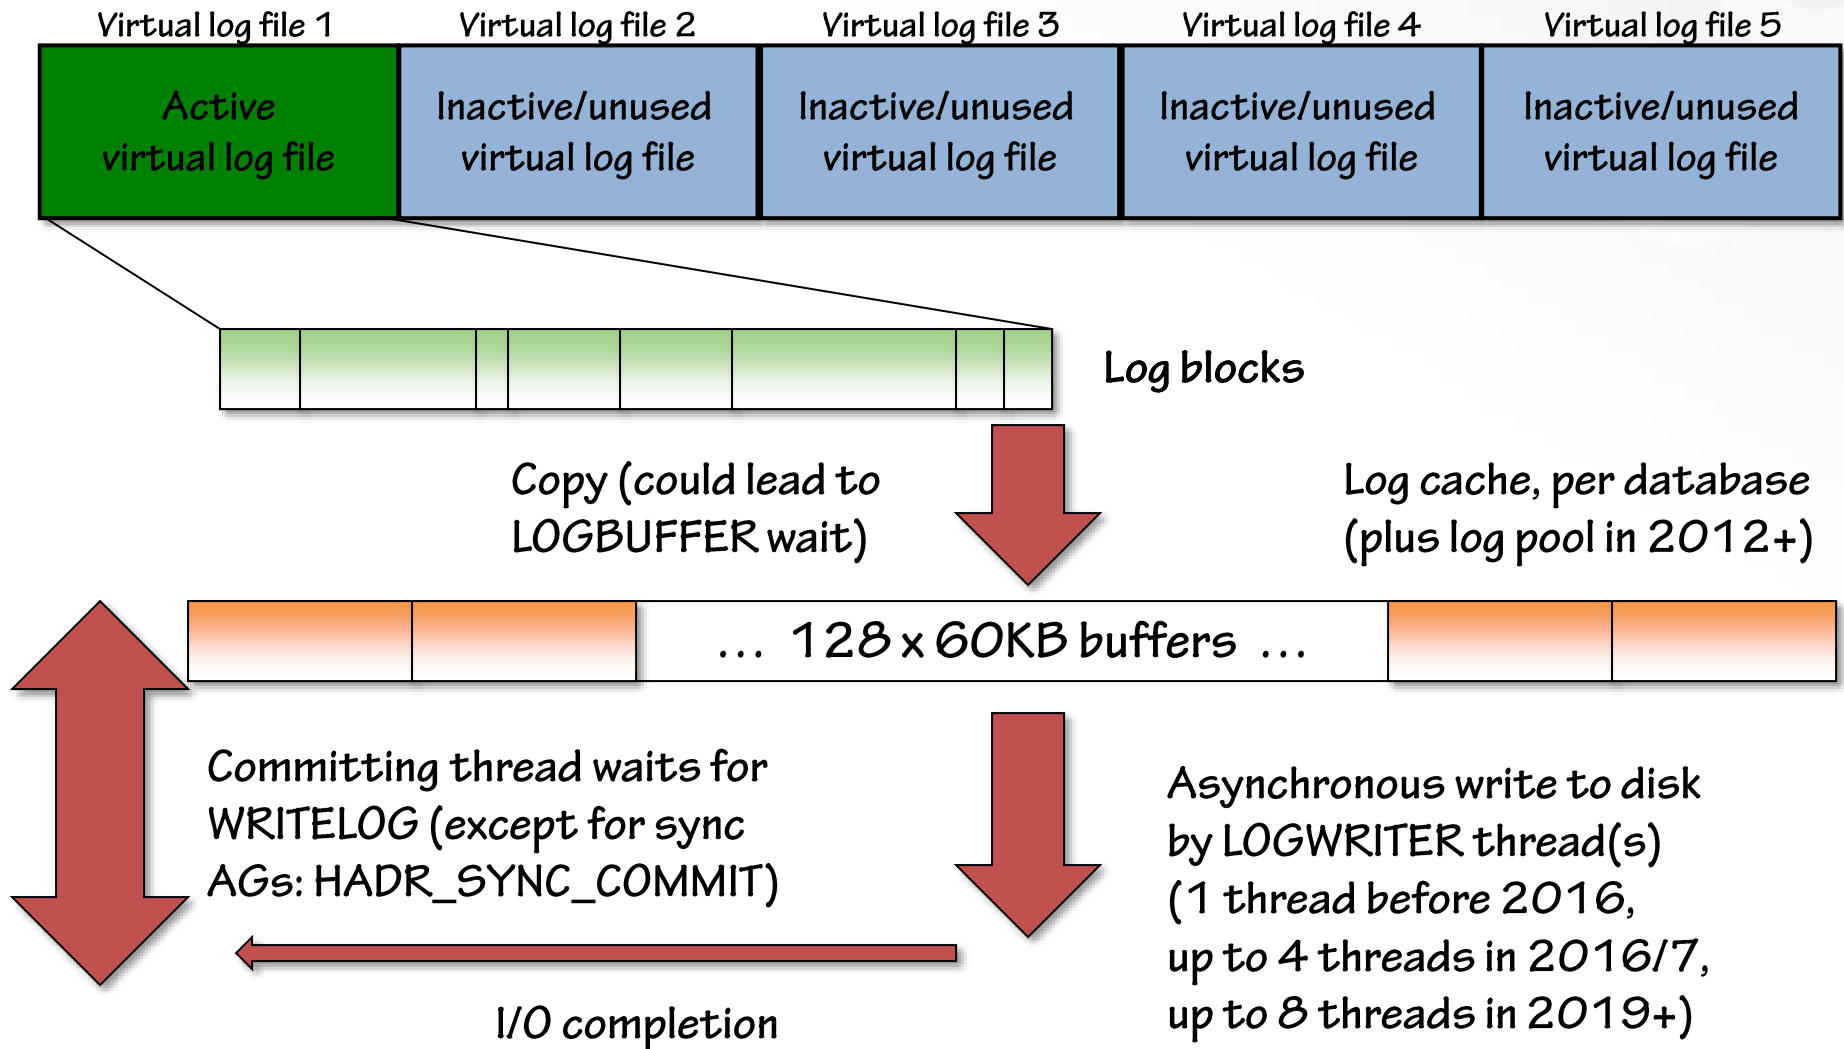 Virtual log file 1
Virtual log file 2
Virtual log file 3
Virtual log file 4
Virtual log file 5
Active
virtual log file
Inactive/unused
virtual log file
Inactive/unused
virtual log file
Inactive/unused
virtual log file
Inactive/unused
virtual log file
Log blocks
Copy (could lead to
LOGBUFFER wait)
Log cache, per database
(plus log pool in 2012+)
... 128 x 60KB buffers ...
Committing thread waits for
WRITELOG (except for sync
AGs: HADR_SYNC_COMMIT)
Asynchronous write to disk
by LOGWRITER thread(s)
(1 thread before 2016,
up to 4 threads in 2016/7,
up to 8 threads in 2019+)
I/O completion